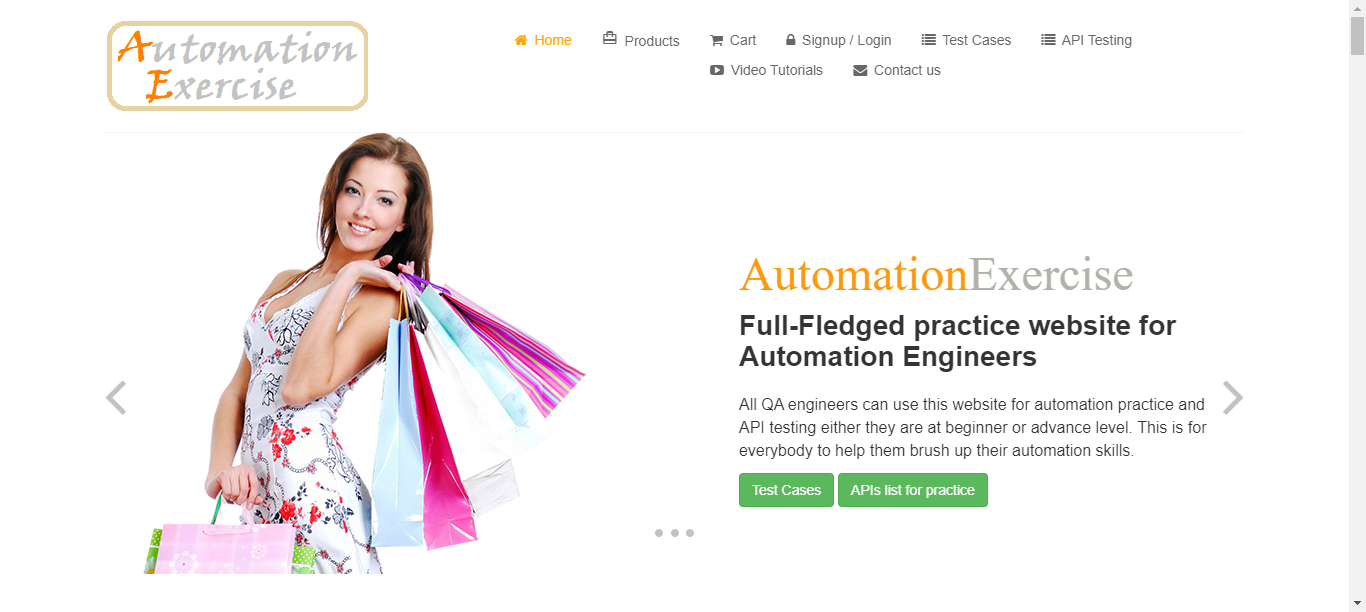 Automation
Exercise
Home Products Cart Signup / Login Test Cases API Testing
Video Tutorials Contact us
AutomationExercise
Full-Fledged practice website for
Automation Engineers
All QA engineers can use this website for automation practice and
API testing either they are at beginner or advance level. This is for
everybody to help them brush up their automation skills.
Test Cases APIs list for practice